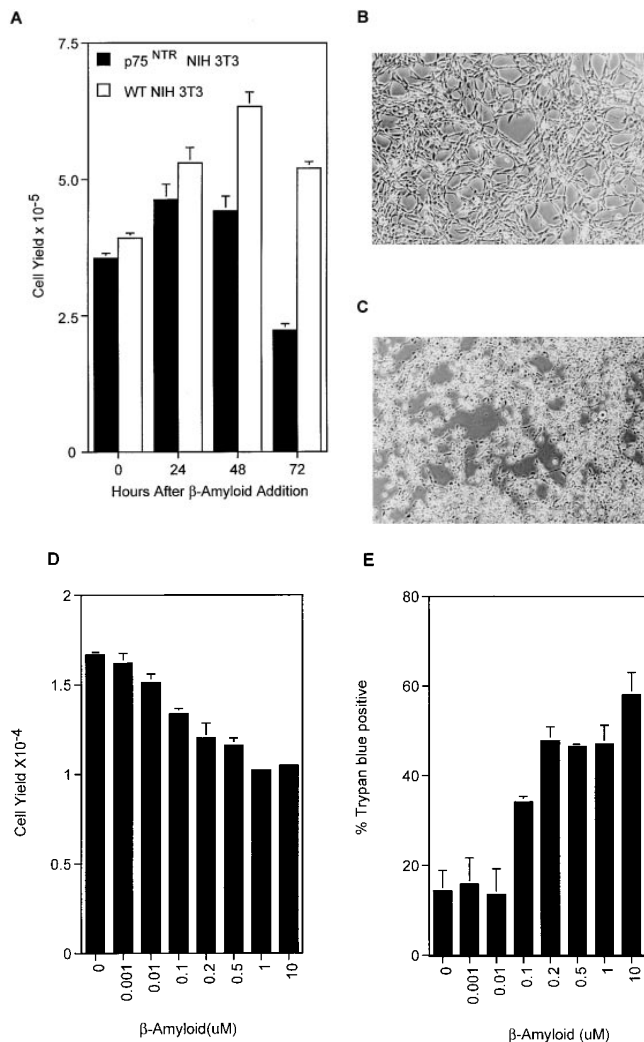 A
7.5
p75 NTR NIH 3T3
WT NIH 3T3
5.0
2.5
0
Cell Yield x 10-5
0 24 48 72
Hours After β-Amyloid Addition
B
C
D
2
1.5
1
0.5
0
Cell Yield X10-4
0 0.001 0.01 0.1 0.2 0.5 1 10
β-Amyloid(uM)
E
80
60
40
20
0
% Trypan blue positive
0 0.001 0.01 0.1 0.2 0.5 1 10
β-Amyloid (uM)